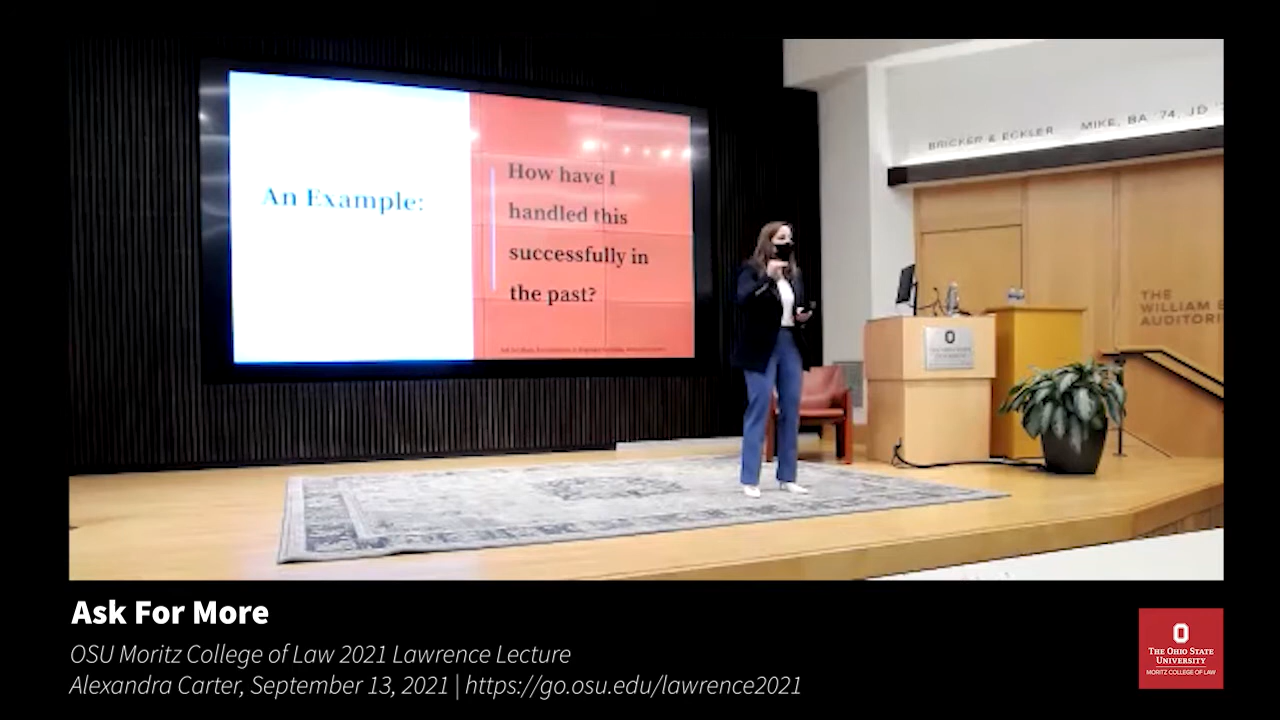 An Example:
How have I
handled this
successfully in
the past?
BRICKER & ECKLER
MIKE, BA '74, JD
THE
WILLIAM B
AUDITORI
Ask For More
OSU Moritz College of Law 2021 Lawrence Lecture
Alexandra Carter, September 13, 2021 | https://go.osu.edu/lawrence2021
THE OHIO STATE
UNIVERSITY
MORITZ COLLEGE OF LAW